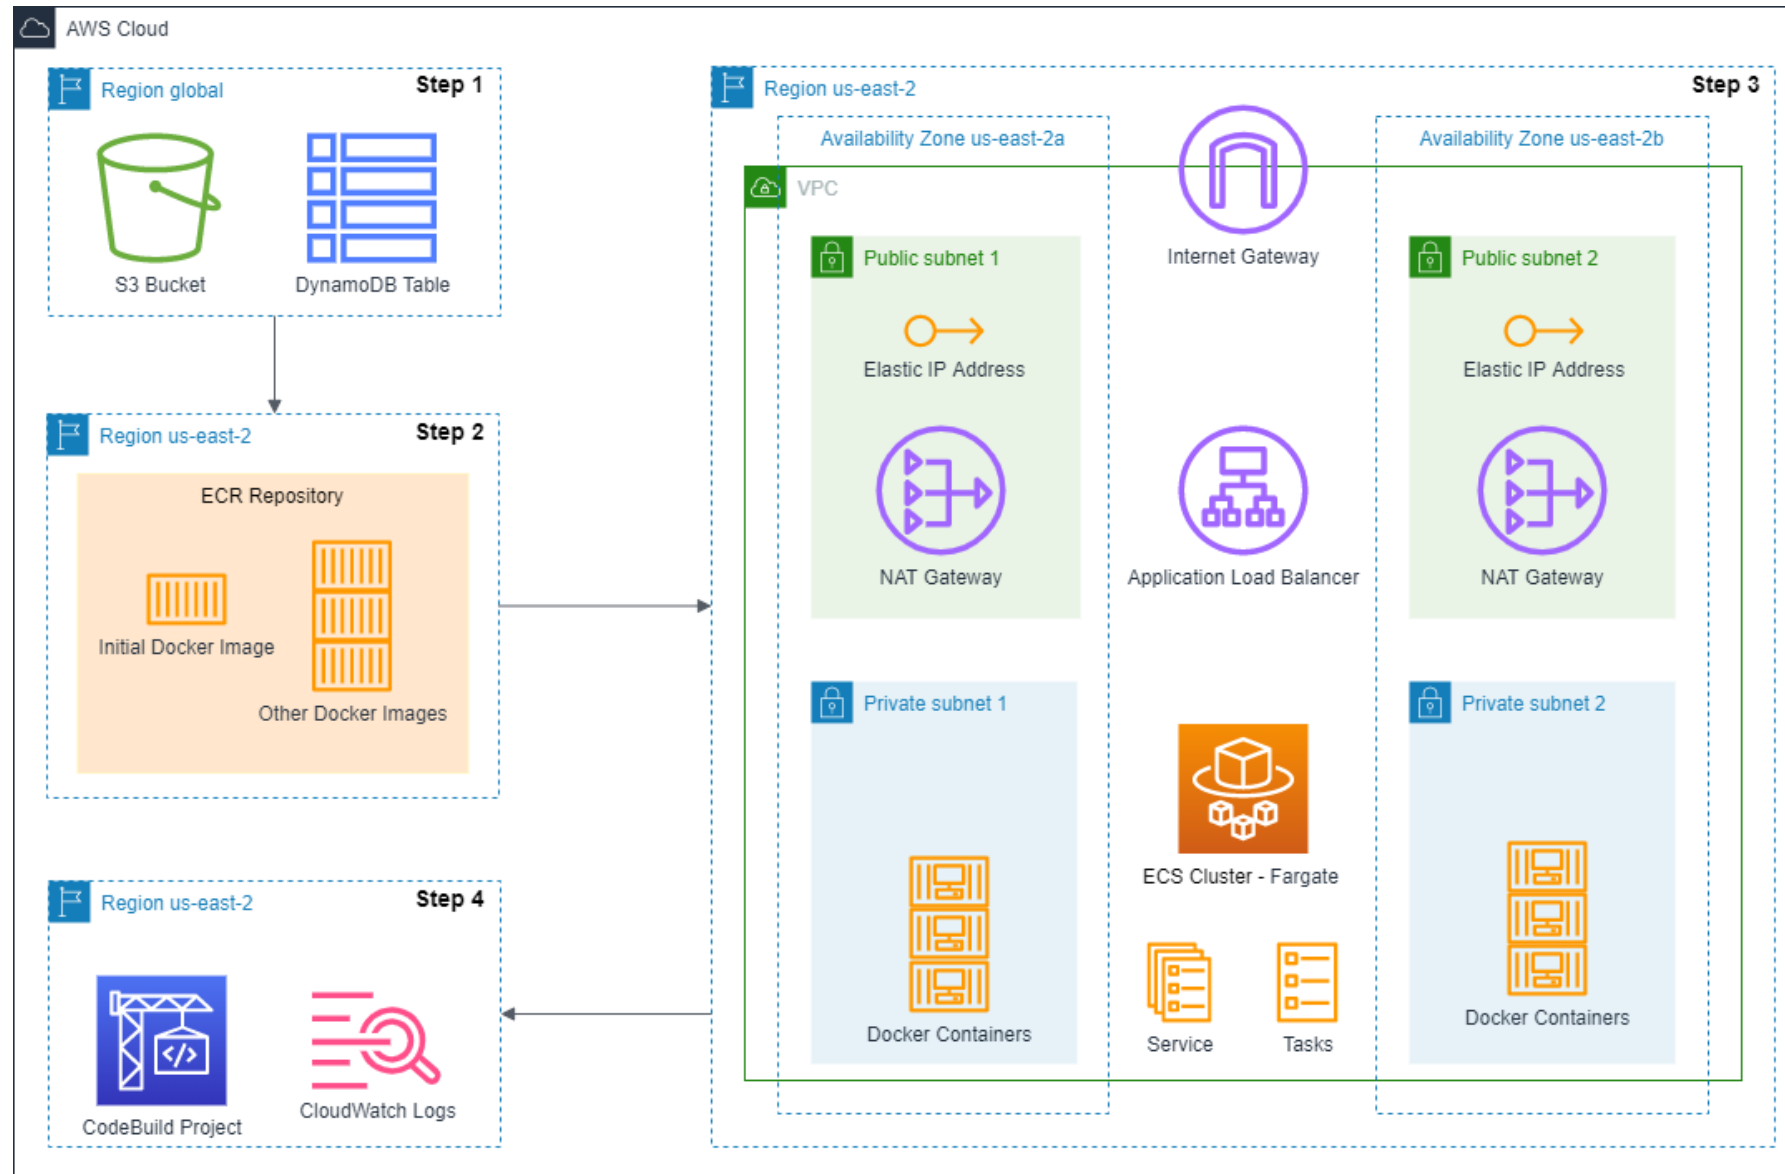 AWS Cloud
Region global
Step 1
S3 Bucket
DynamoDB Table
Region us-east-2
Step 2
ECR Repository
Initial Docker Image
Other Docker Images
Region us-east-2
Step 3
Availability Zone us-east-2a
Availability Zone us-east-2b
VPC
Internet Gateway
Public subnet 1
Elastic IP Address
NAT Gateway
Public subnet 2
Elastic IP Address
NAT Gateway
Application Load Balancer
Private subnet 1
Docker Containers
ECS Cluster - Fargate
Service
Tasks
Private subnet 2
Docker Containers
Region us-east-2
Step 4
</>
CodeBuild Project
CloudWatch Logs